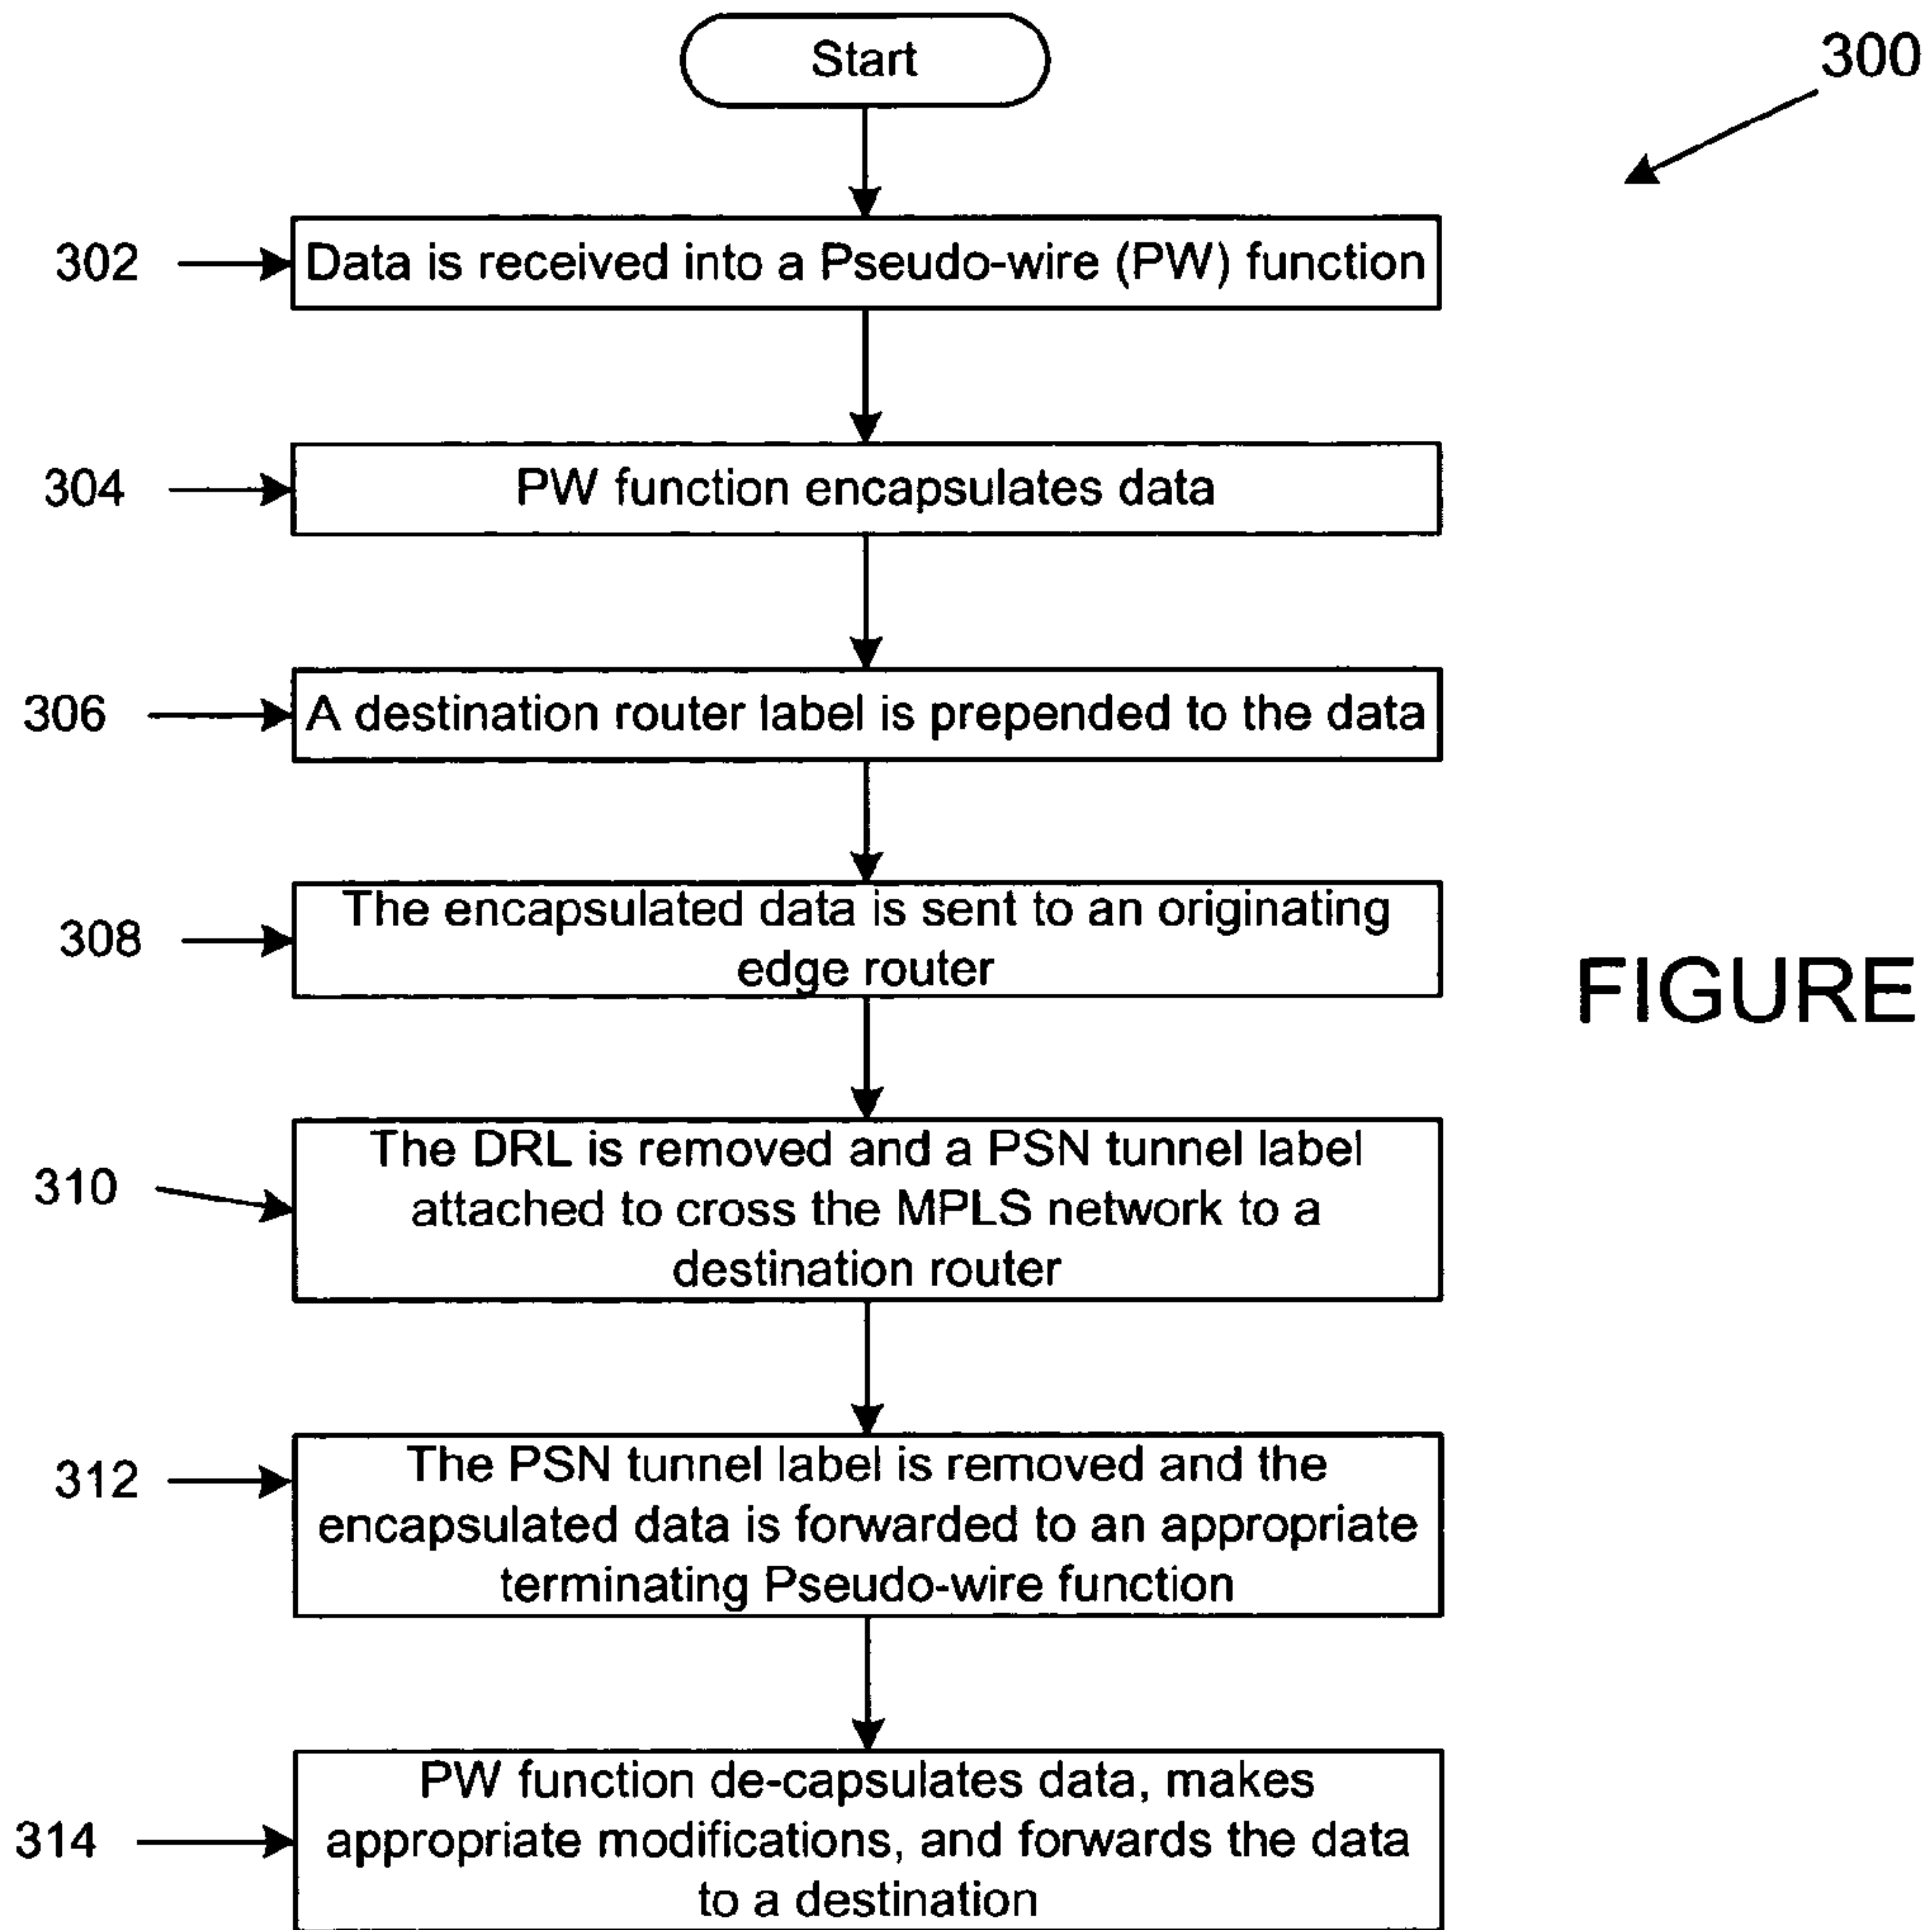 Start
300
302
Data is received into a Pseudo-wire (PW) function
304
PW function encapsulates data
306
A destination router label is prepended to the data
308
The encapsulated data is sent to an originating
edge router
FIGURE
310
The DRL is removed and a PSN tunnel label
attached to cross the MPLS network to a
destination router
312
The PSN tunnel label is removed and the
encapsulated data is forwarded to an appropriate
terminating Pseudo-wire function
314
PW function de-capsulates data, makes
appropriate modifications, and forwards the data
to a destination